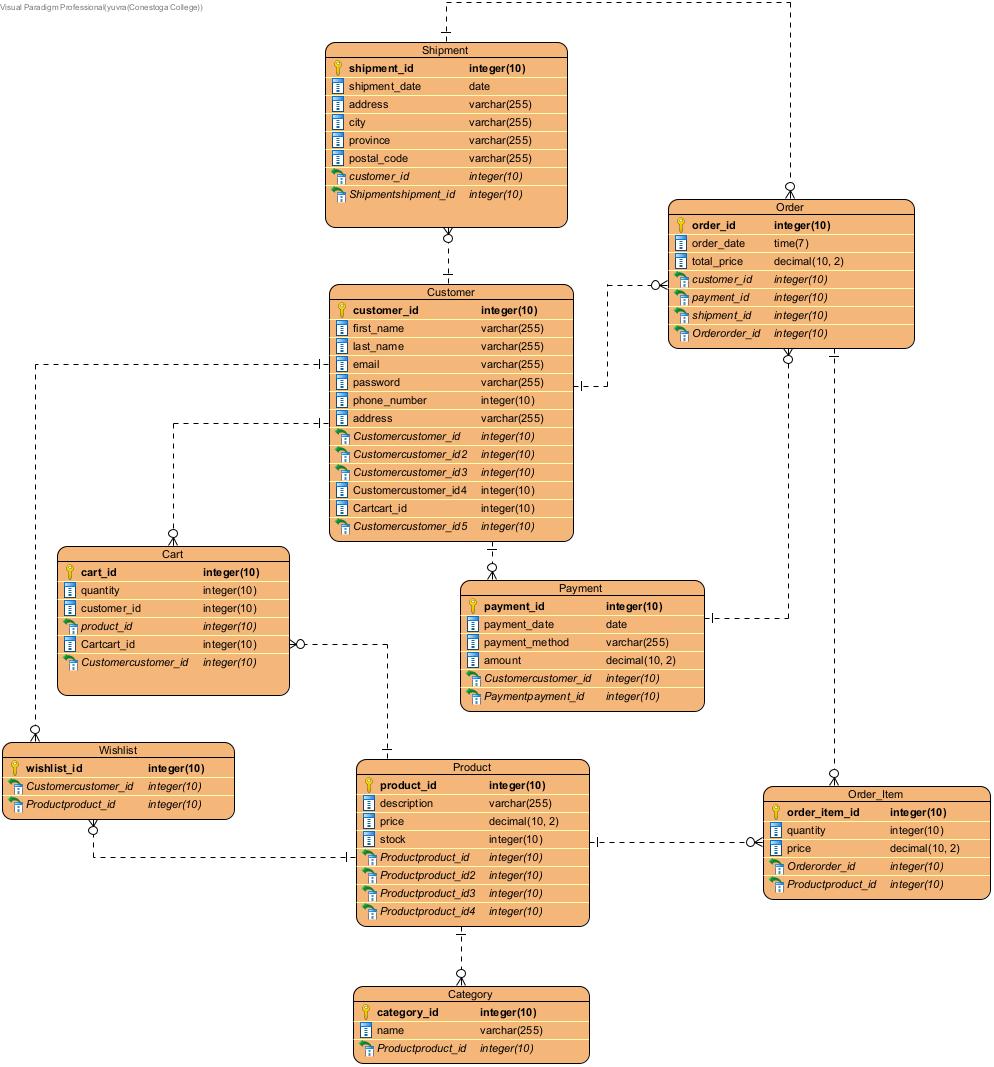 Visual Paradigm Professional(yuvra(Conestoga College))
Shipment
shipment_id integer(10)
shipment_date date
address varchar(255)
city varchar(255)
province varchar(255)
postal_code varchar(255)
customer_id integer(10)
Shipmentshipment_id integer(10)
Order
order_id integer(10)
order_date time(7)
total_price decimal(10, 2)
customer_id integer(10)
payment_id integer(10)
shipment_id integer(10)
Orderorder_id integer(10)
Customer
customer_id integer(10)
first_name varchar(255)
last_name varchar(255)
email varchar(255)
password varchar(255)
phone_number integer(10)
address varchar(255)
Customercustomer_id integer(10)
Customercustomer_id2 integer(10)
Customercustomer_id3 integer(10)
Customercustomer_id4 integer(10)
Cartcart_id integer(10)
Customercustomer_id5 integer(10)
Cart
cart_id integer(10)
quantity integer(10)
customer_id integer(10)
product_id integer(10)
Cartcart_id integer(10)
Customercustomer_id integer(10)
Payment
payment_id integer(10)
payment_date date
payment_method varchar(255)
amount decimal(10, 2)
Customercustomer_id integer(10)
Paymentpayment_id integer(10)
Wishlist
wishlist_id integer(10)
Customercustomer_id integer(10)
Productproduct_id integer(10)
Product
product_id integer(10)
description varchar(255)
price decimal(10, 2)
stock integer(10)
Productproduct_id integer(10)
Productproduct_id2 integer(10)
Productproduct_id3 integer(10)
Productproduct_id4 integer(10)
Order_Item
order_item_id integer(10)
quantity integer(10)
price decimal(10, 2)
Orderorder_id integer(10)
Productproduct_id integer(10)
Category
category_id integer(10)
name varchar(255)
Productproduct_id integer(10)